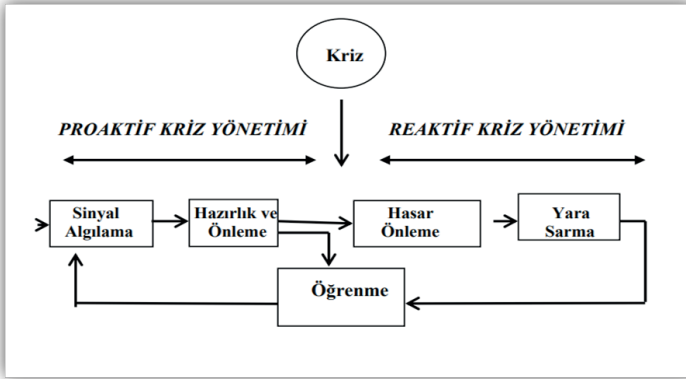 Kriz
PROAKTİF KRİZ YÖNETİMİ
REAKTİF KRİZ YÖNETİMİ
Sinyal
Algılama
Hazırlık ve
Önleme
Hasar
Önleme
Yara
Sarma
Öğrenme